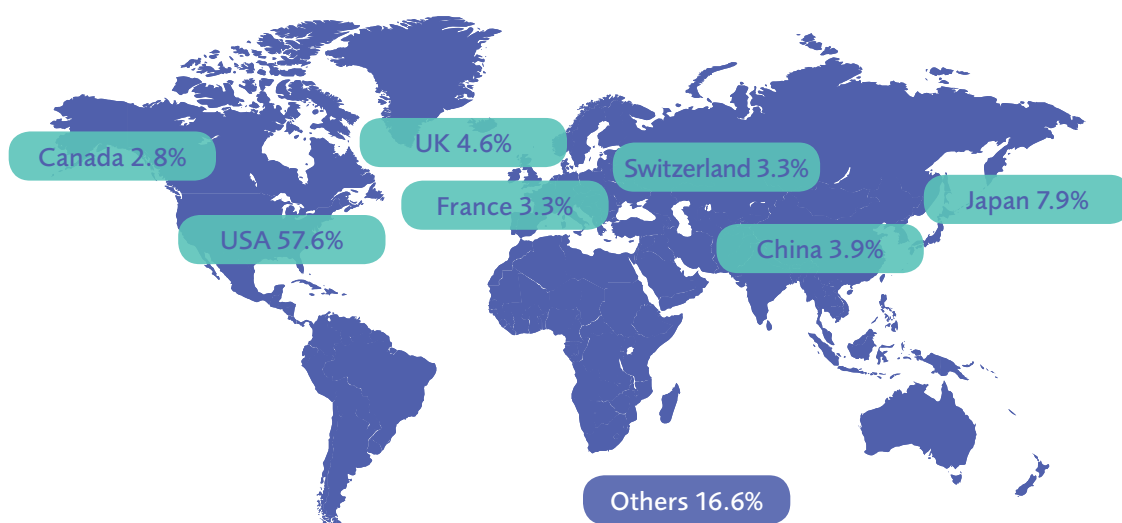 UK 4.6%
Canada 2.8%
Switzerland 3.3%
France 3.3%
Japan 7.9%
USA 57.6%
China 3.9%
Others 16.6%